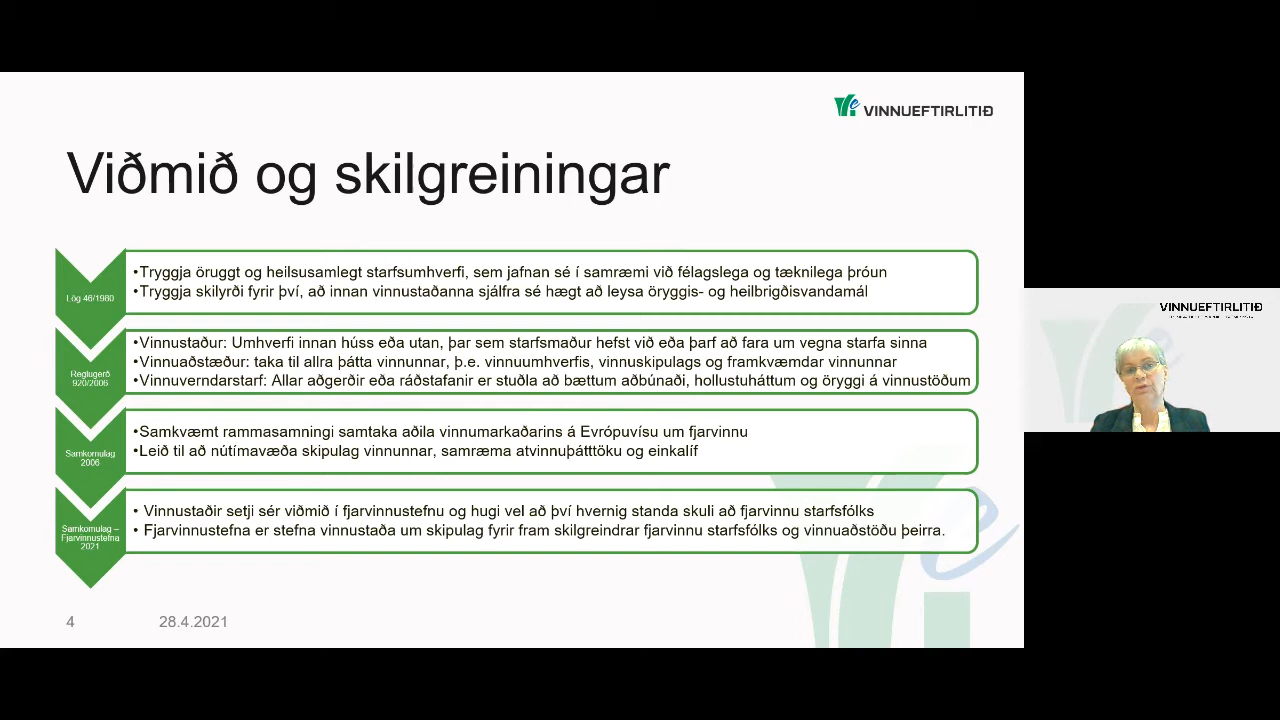 VINNUEFTIRLITIÐ
Viðmið og skilgreiningar
Lög 46/1980
•Tryggja öruggt og heilsusamlegt starfsumhverfi, sem jafnan sé í samræmi við félagslega og tæknilega þróun
•Tryggja skilyrði fyrir því, að innan vinnustaðanna sjálfra sé hægt að leysa öryggis- og heilbrigðisvandamál
Reglugerð
920/2006
•Vinnustaður: Umhverfi innan húss eða utan, þar sem starfsmaður hefst við eða þarf að fara um vegna starfa sinna
•Vinnuaðstæður: taka til allra þátta vinnunnar, þ.e. vinnuumhverfis, vinnuskipulags og framkvæmdar vinnunnar
•Vinnuverndarstarf: Allar aðgerðir eða ráðstafanir er stuðla að bættum aðbúnaði, hollustuháttum og öryggi á vinnustöðum
Samkomulag
2006
•Samkvæmt rammasamningi samtaka aðila vinnumarkaðarins á Evrópuvísu um fjarvinnu
•Leið til að nútímavæða skipulag vinnunnar, samræma atvinnuþátttöku og einkalíf
Samkomulag –
Fjarvinnustefna
2021
• Vinnustaðir setji sér viðmið í fjarvinnustefnu og hugi vel að því hvernig standa skuli að fjarvinnu starfsfólks
• Fjarvinnustefna er stefna vinnustaða um skipulag fyrir fram skilgreindrar fjarvinnu starfsfólks og vinnuaðstöðu þeirra.
4
28.4.2021
VINNUEFTIRLITIÐ